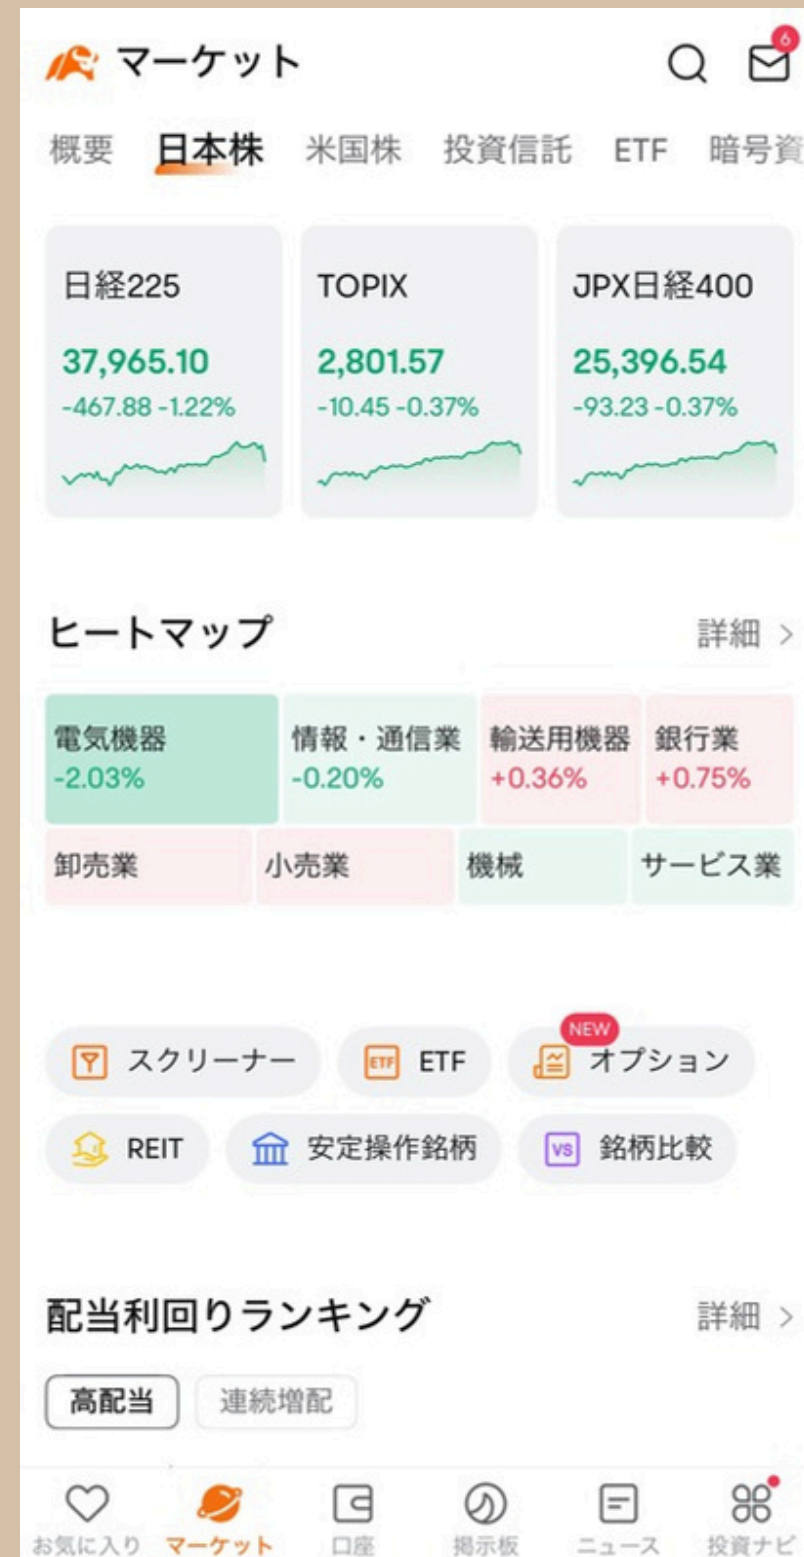 マーケット
6
概要 日本株 米国株 投資信託 ETF 暗号資
日経225 TOPIX JPX日経400
37,965.10 2,801.57 25,396.54
-467.88 -1.22% -10.45 -0.37% -93.23 -0.37%
ヒートマップ 詳細 >
電気機器 情報・通信業 輸送用機器 銀行業
-2.03% -0.20% +0.36% +0.75%
卸売業 小売業 機械 サービス業
NEW
スクリーナー ETF ETF オプション
REIT 安定操作銘柄 VS 銘柄比較
配当利回りランキング 詳細 >
高配当 連続増配
お気に入り マーケット 口座 掲示板 ニュース 投資ナビ